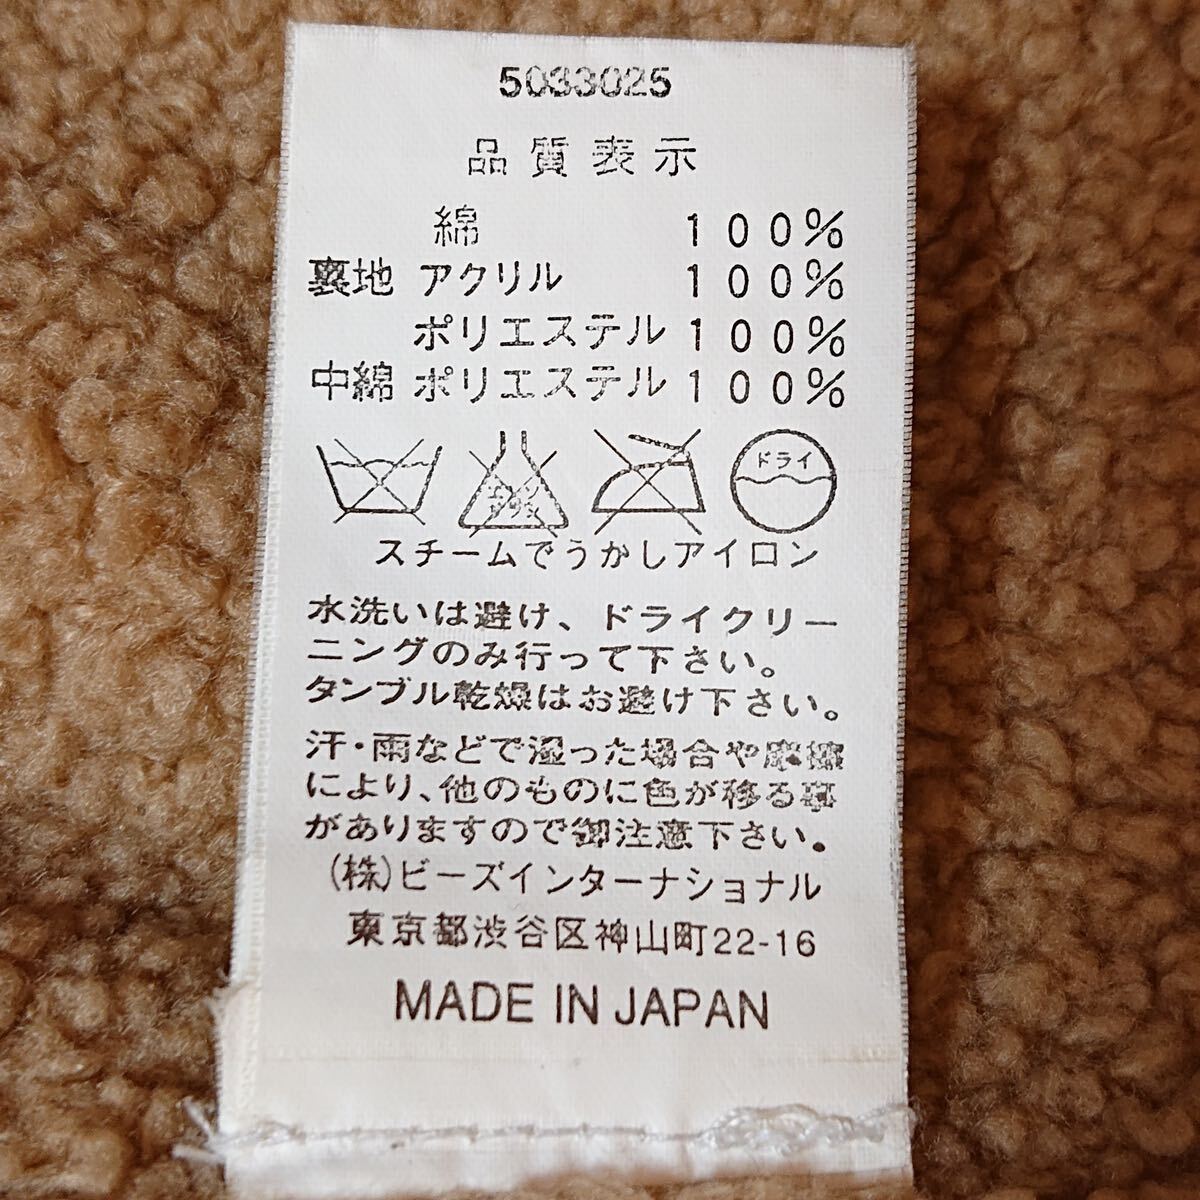 5033025
品質表示
綿 100%
裏地 アクリル 100%
ポリエステル 100%
中綿 ポリエステル 100%
エンソ サラシ ドライ
スチームでうかしアイロン
水洗いは避け、ドライクリー
ニングのみ行って下さい。
タンブル乾燥はお避け下さい。
汗・雨などで湿った場合や摩擦
により、他のものに色が移る事
がありますので御注意下さい。
(株)ビーズインターナショナル
東京都渋谷区神山町22-16
MADE IN JAPAN